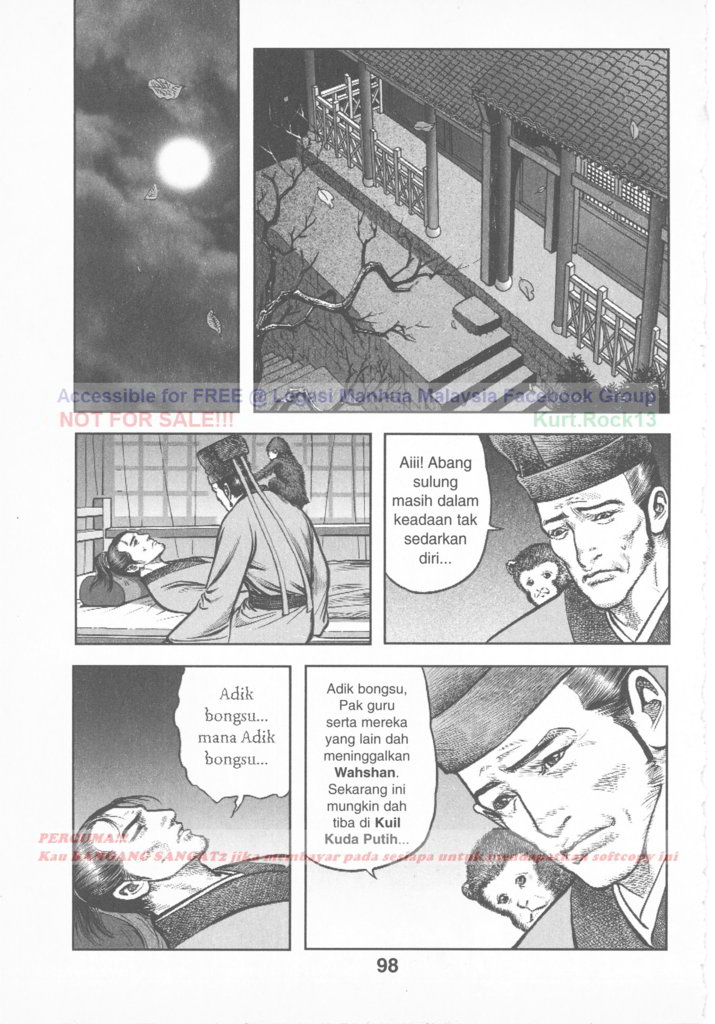 Accessible for FREE @ Legasi Manhua Malaysia Facebook Group
NOT FOR SALE!!!
Kurt.Rock13
Aiii! Abang
sulung
masih dalam
keadaan tak
sedarkan
diri...
Adik
bongsu...
mana Adik
bongsu...
Adik bongsu,
Pak guru
serta mereka
yang lain dah
meninggalkan
Wahshan.
Sekarang ini
mungkin dah
tiba di Kuil
Kuda Putih...
PERCUMA!!
Kau BANGANG SANGAT2 jika membayar pada sesiapa untuk mendapatkan softcopy ini
98